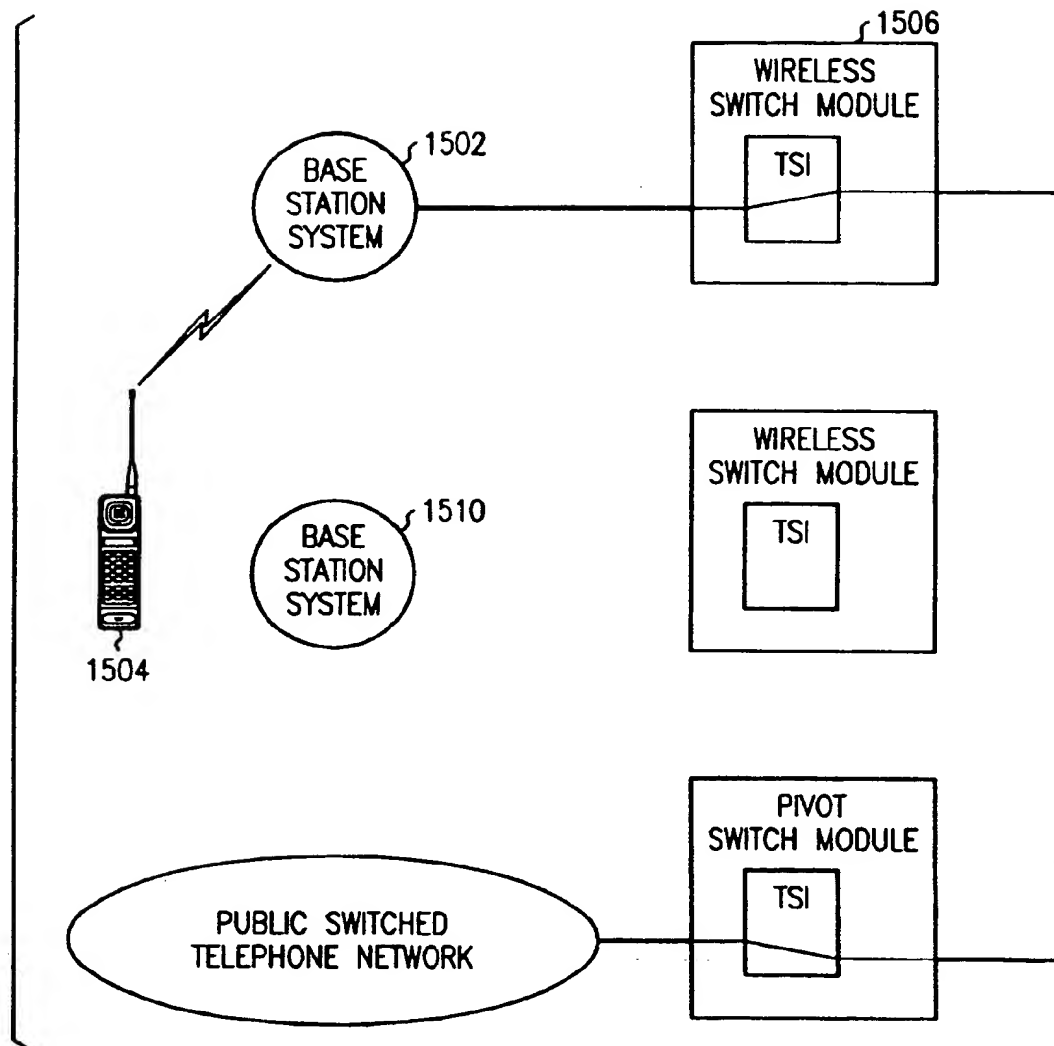 1506
WIRELESS
SWITCH MODULE
TSI
1502
BASE
STATION
SYSTEM
WIRELESS
SWITCH MODULE
TSI
1510
BASE
STATION
SYSTEM
1504
PIVOT
SWITCH MODULE
TSI
PUBLIC SWITCHED
TELEPHONE NETWORK